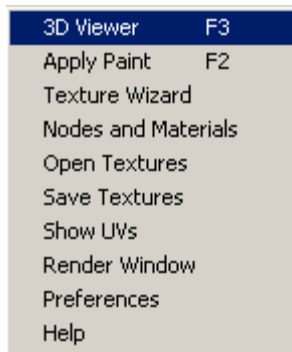 3D Viewer F3
Apply Paint F2
Texture Wizard
Nodes and Materials
Open Textures
Save Textures
Show UVs
Render Window
Preferences
Help